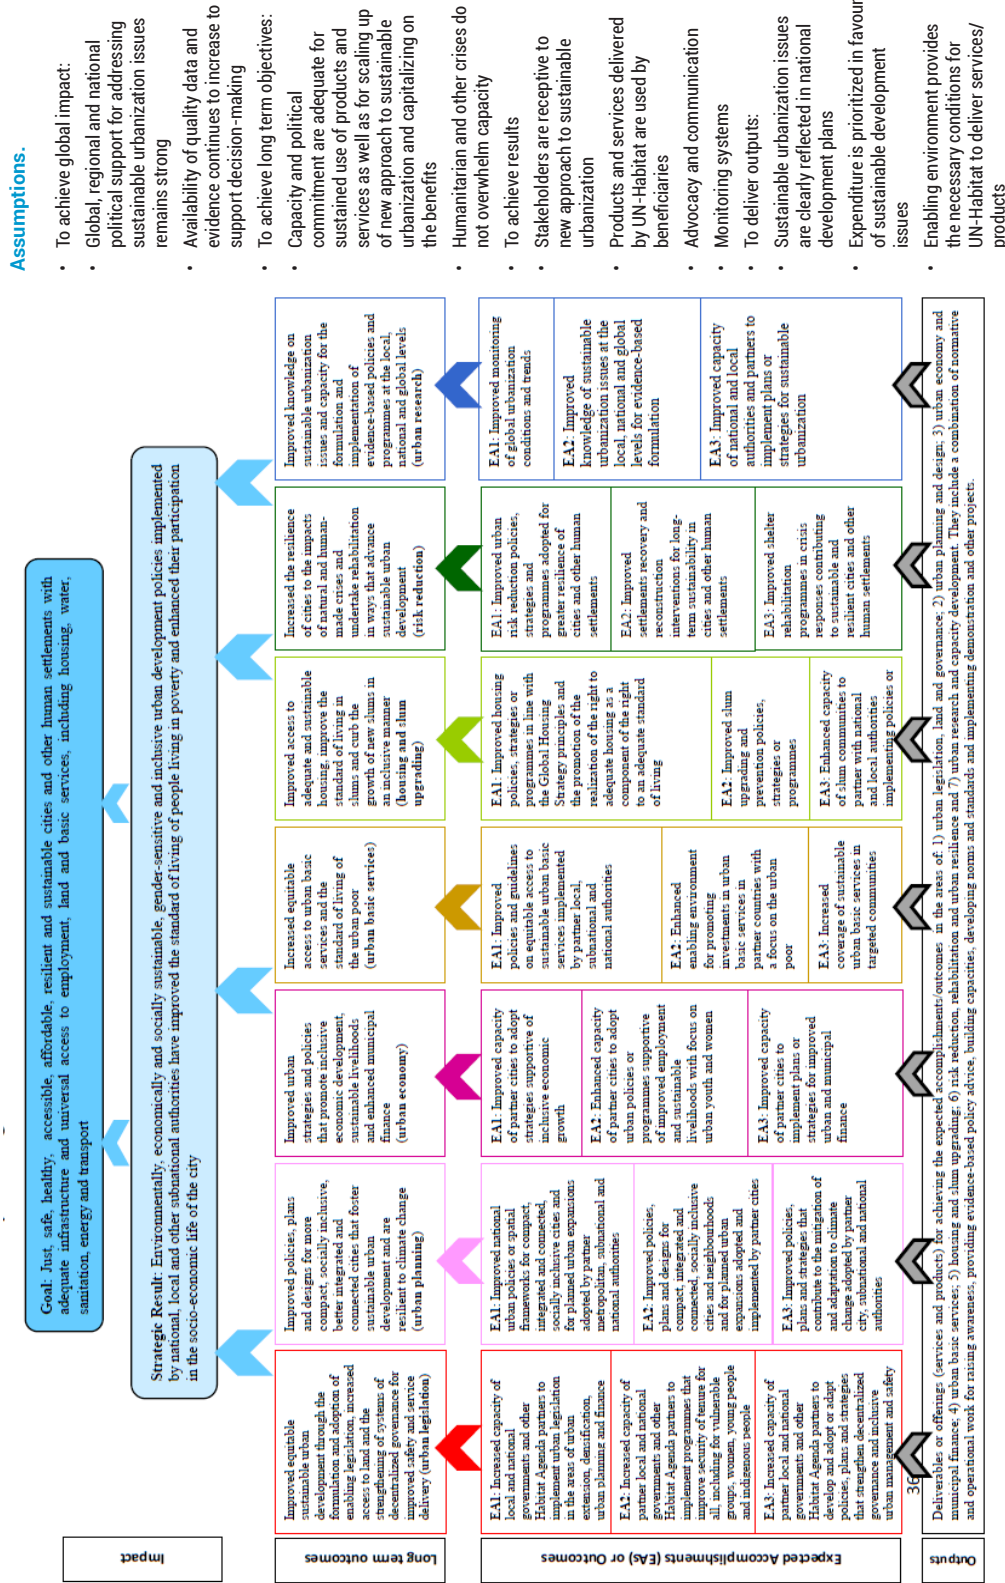 Goal: Just, safe, healthy, accessible, affordable, resilient and sustainable cities and other human settlements with
adequate infrastructure and universal access to employment, land and basic services, including housing, water,
sanitation, energy and transport
Strategic Result: Environmentally, economically and socially sustainable, gender-sensitive and inclusive urban development policies implemented
by national, local and other subnational authorities have improved the standard of living of people living in poverty and enhanced their participation
in the socio-economic life of the city
Impact
Long term outcomes
Improved equitable
sustainable urban
development through the
formulation and adoption of
enabling legislation, increased
access to land and the
strengthening of systems of
decentralized governance for
improved safety and service
delivery (urban legislation)
Improved policies, plans
and designs for more
compact, socially inclusive,
better integrated and
connected cities that foster
sustainable urban
development and are
resilient to climate change
(urban planning)
Improved urban
strategies and policies
that promote inclusive
economic development,
sustainable livelihoods
and enhanced municipal
finance
(urban economy)
Increased equitable
access to urban basic
services and the
standard of living of
the urban poor
(urban basic services)
Improved access to
adequate and sustainable
housing, improve the
standard of living in
slums and curb the
growth of new slums in
an inclusive manner
(housing and slum
upgrading)
Increased the resilience
of cities to the impacts
of natural and human-
made crises and
undertake rehabilitation
in ways that advance
sustainable urban
development
(risk reduction)
Improved knowledge on
sustainable urbanization
issues and capacity for the
formulation and
implementation of
evidence-based policies and
programmes at the local,
national and global levels
(urban research)
Expected Accomplishments (EAs) or Outcomes
EA1: Increased capacity of
local and national
governments and other
Habitat Agenda partners to
implement urban legislation
in the areas of urban
extension, densification,
urban planning and finance
EA2: Increased capacity of
partner local and national
governments and other
Habitat Agenda partners to
implement programmes that
improve security of tenure for
all, including for vulnerable
groups, women, young people
and indigenous people
EA3: Increased capacity of
partner local and national
governments and other
Habitat Agenda partners to
develop and adopt or adapt
policies, plans and strategies
that strengthen decentralized
governance and inclusive
urban management and safety
EA1: Improved national
urban policies or spatial
frameworks for compact,
integrated and connected,
socially inclusive cities and
for planned urban expansions
adopted by partner
metropolitan, subnational and
national authorities
EA2: Improved policies,
plans and designs for
compact, integrated and
connected, socially inclusive
cities and neighbourhoods
and for planned urban
expansions adopted and
implemented by partner cities
EA3: Improved policies,
plans and strategies that
contribute to the mitigation of
and adaptation to climate
change adopted by partner
city, subnational and national
authorities
EA1: Improved capacity
of partner cities to adopt
strategies supportive of
inclusive economic
growth
EA2: Enhanced capacity
of partner cities to adopt
urban policies or
programmes supportive
of improved employment
and sustainable
livelihoods with focus on
urban youth and women
EA3: Improved capacity
of partner cities to
implement plans or
strategies for improved
urban and municipal
finance
EA1: Improved
policies and guidelines
on equitable access to
sustainable urban basic
services implemented
by partner local,
subnational and
national authorites
EA2: Enhanced
enabling environment
for promoting
investments in urban
basic services in
partner countries with
a focus on the urban
poor
EA3: Increased
coverage of sustainable
urban basic services in
targeted communities
EA1: Improved housing
policies, strategies or
programmes in line with
the Global Housing
Strategy principles and
the promotion of the
realization of the right to
adequate housing as a
component of the right
to an adequate standard
of living
EA2: Improved slum
upgrading and
prevention policies,
strategies or
programmes
EA3: Enhanced capacity
of slum communities to
partner with national
and local authorities
implementing policies or
EA1: Improved urban
risk reduction policies,
strategies and
programmes adopted for
greater resilience of
cities and other human
settlements
EA2: Improved
settlements recovery and
reconstruction
interventions for long-
term sustainability in
cities and other human
settlements
EA3: Improved shelter
rehabilitation
programmes in crisis
responses contributing
to sustainable and
resilient cities and other
human settlements
EA1: Improved monitoring
of global urbanization
conditions and trends
EA2: Improved
knowledge of sustainable
urbanization issues at the
local, national and global
levels for evidence-based
formulation
EA3: Improved capacity
of national and local
authorities and partners to
implement plans or
strategies for sustainable
urbanization
Outputs
Deliverables or offerings (services and products) for achieving the expected accomplishments/outcomes in the areas of: 1) urban legislation, land and governance; 2) urban planning and design; 3) urban economy and
municipal finance; 4) urban basic services; 5) housing and slum upgrading; 6) risk reduction, rehabilitation and urban resilience and 7) urban research and capacity development. They include a combination of normative
and operational work for raising awareness, providing evidence-based policy advice, building capacities, developing norms and standards and implementing demonstration and other projects.
Assumptions.
• To achieve global impact:
• Global, regional and national
political support for addressing
sustainable urbanization issues
remains strong
• Availability of quality data and
evidence continues to increase to
support decision-making
• To achieve long term objectives:
• Capacity and political
commitment are adequate for
sustained use of products and
services as well as for scaling up
of new approach to sustainable
urbanization and capitalizing on
the benefits
• Humanitarian and other crises do
not overwhelm capacity
• To achieve results
• Stakeholders are receptive to
new approach to sustainable
urbanization
• Products and services delivered
by UN-Habitat are used by
beneficiaries
• Advocacy and communication
• Monitoring systems
• To deliver outputs:
• Sustainable urbanization issues
are clearly reflected in national
development plans
• Expenditure is prioritized in favour
of sustainable development
issues
• Enabling environment provides
the necessary conditions for
UN-Habitat to deliver services/
products